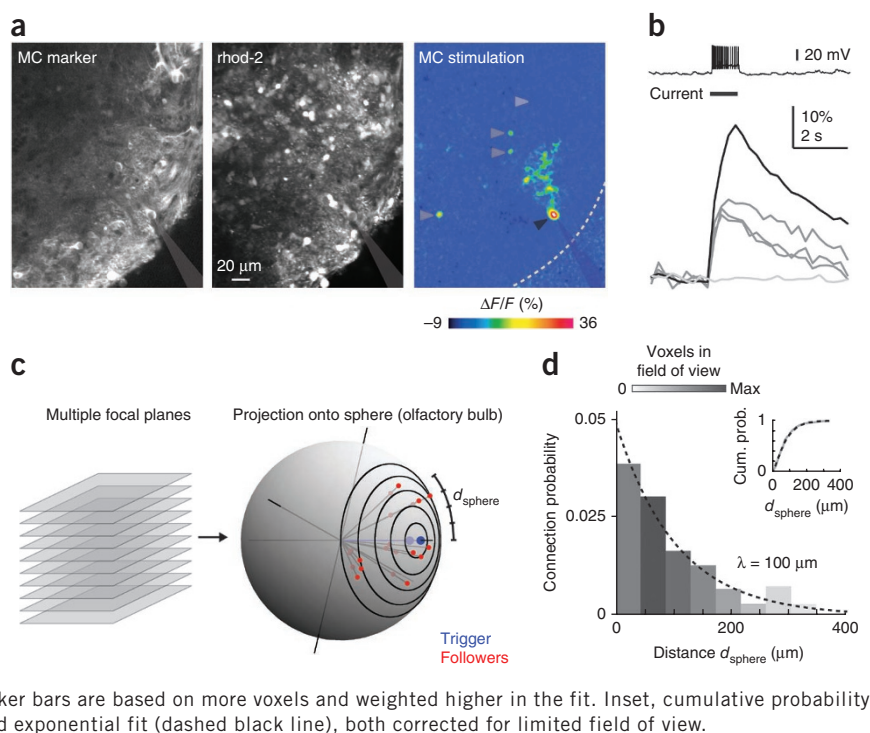 a
MC marker
rhod-2
MC stimulation
20 μm
ΔF/F (%)
–9
36
b
20 mV
Current
10%
2 s
c
Multiple focal planes
Projection onto sphere (olfactory bulb)
dsphere
Trigger
Followers
d
Voxels in
field of view
0
Max
Connection probability
0.05
0.025
0
Cum. prob.
1
0
0
200
400
dsphere (μm)
λ = 100 μm
0
200
400
Distance dsphere (μm)
ker bars are based on more voxels and weighted higher in the fit. Inset, cumulative probability
d exponential fit (dashed black line), both corrected for limited field of view.